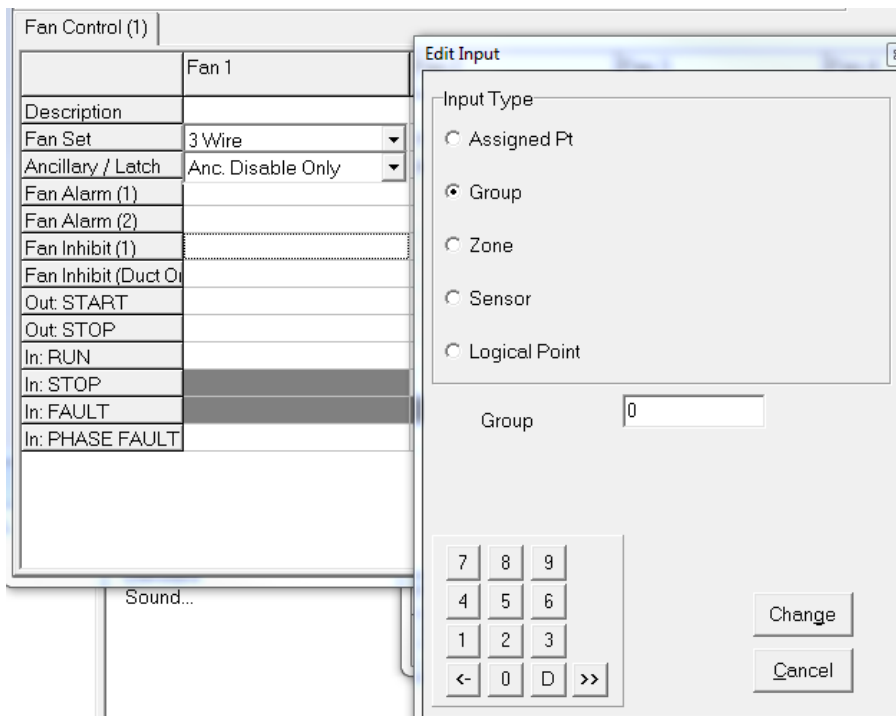 Fan Control (1)
Fan 1
Description
Fan Set 3 Wire
Ancillary / Latch Anc. Disable Only
Fan Alarm (1)
Fan Alarm (2)
Fan Inhibit (1)
Fan Inhibit (Duct
Out: START
Out: STOP
In: RUN
In: STOP
In: FAULT
In: PHASE FAULT
Sound...
Edit Input
Input Type
Assigned Pt
Group
Zone
Sensor
Logical Point
Group 0
7 8 9
4 5 6
1 2 3
<- 0 D >>
Change
Cancel